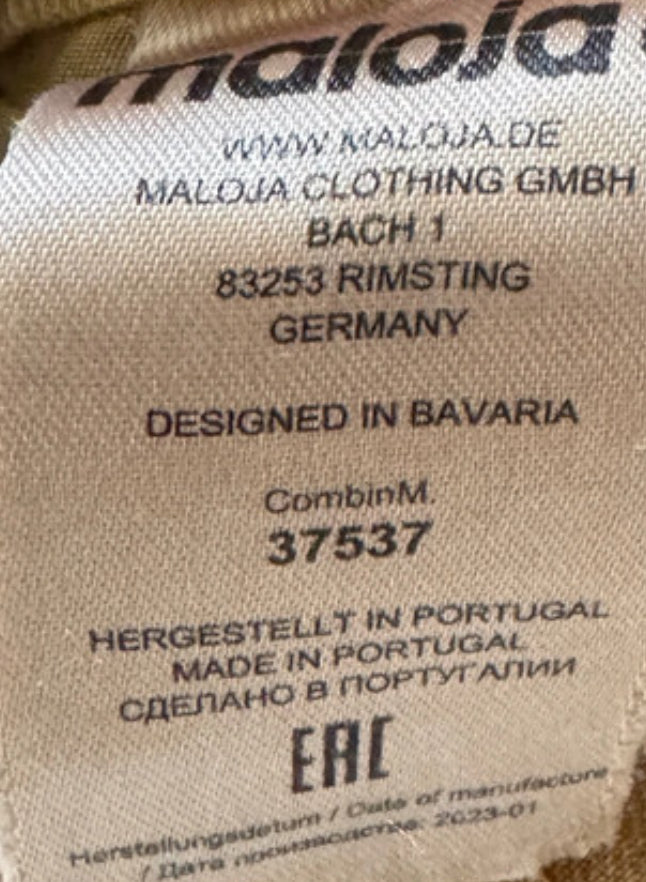 maloja
WWW.MALOJA.DE
MALOJA CLOTHING GMBH
BACH 1
83253 RIMSTING
GERMANY
DESIGNED IN BAVARIA
CombinM.
37537
HERGESTELLT IN PORTUGAL
MADE IN PORTUGAL
СДЕЛАНО В ПОРТУГАЛИИ
EAC
Herstellungsdatum / Date of manufacture
/ Дата производства: 2023-01